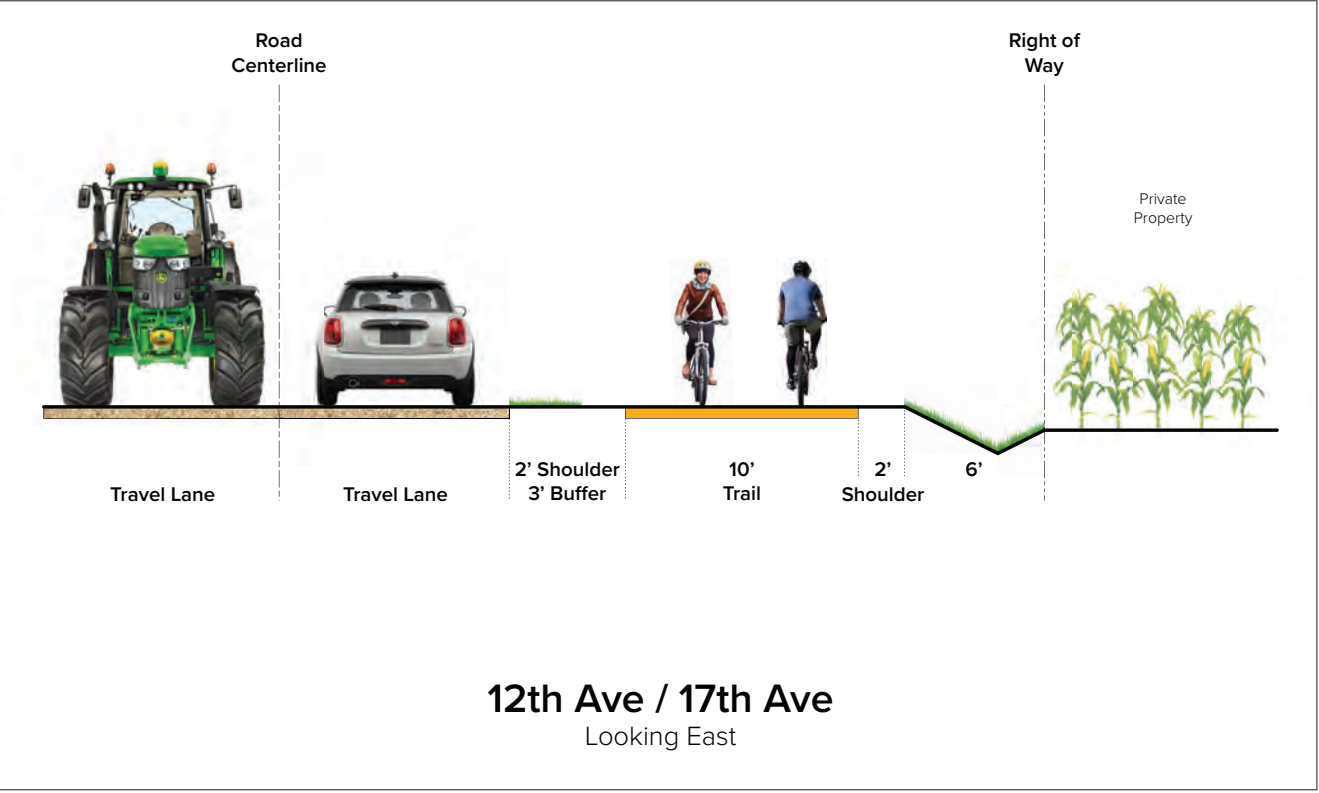 Road
Centerline
Right of
Way
Private
Property
2’ Shoulder
3’ Buffer
10’
Trail
2’
Shoulder
6’
Travel Lane
Travel Lane
12th Ave / 17th Ave
Looking East